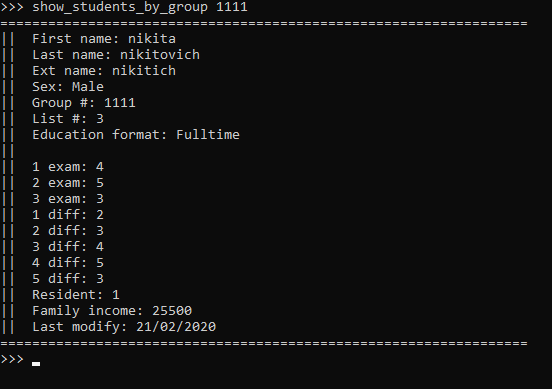 >>> show_students_by_group 1111
==================================================================
||  First name: nikita
||  Last name: nikitovich
||  Ext name: nikitich
||  Sex: Male
||  Group #: 1111
||  List #: 3
||  Education format: Fulltime
||
||  1 exam: 4
||  2 exam: 5
||  3 exam: 3
||  1 diff: 2
||  2 diff: 3
||  3 diff: 4
||  4 diff: 5
||  5 diff: 3
||  Resident: 1
||  Family income: 25500
||  Last modify: 21/02/2020
==================================================================
>>>